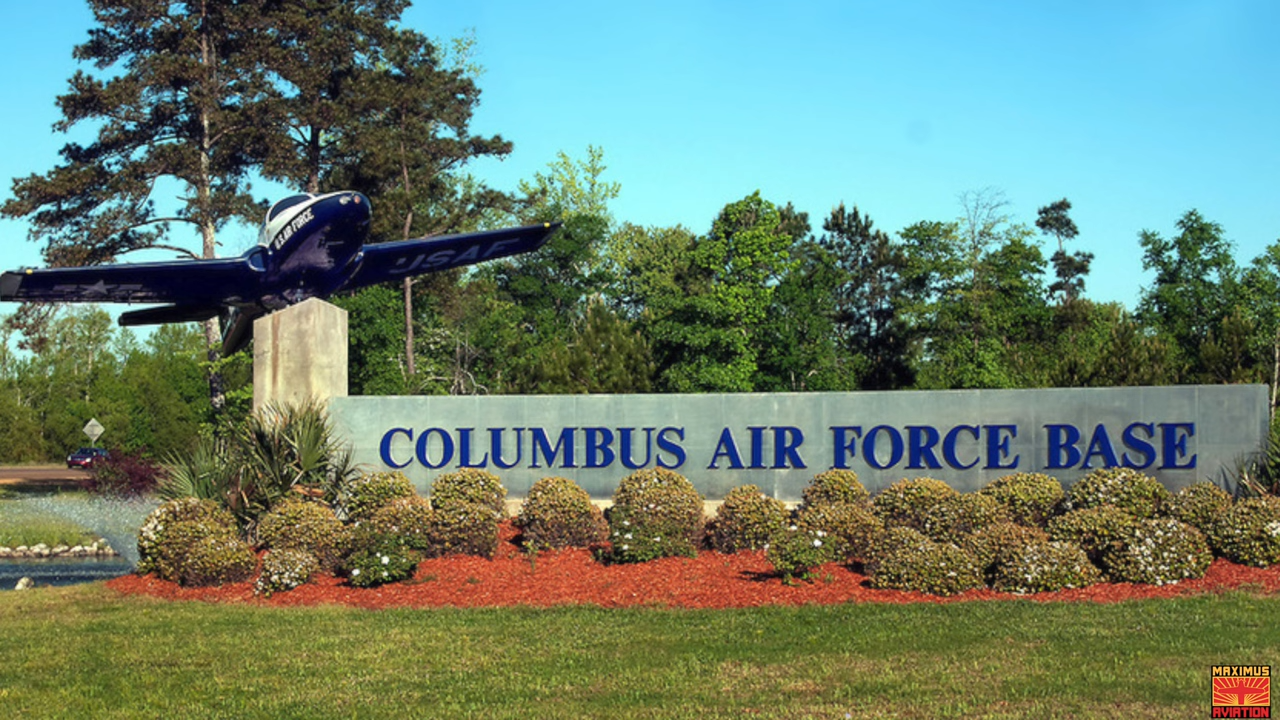 U.S. AIR FORCE
USAF
COLUMBUS AIR FORCE BASE
MAXIMUS
AVIATION